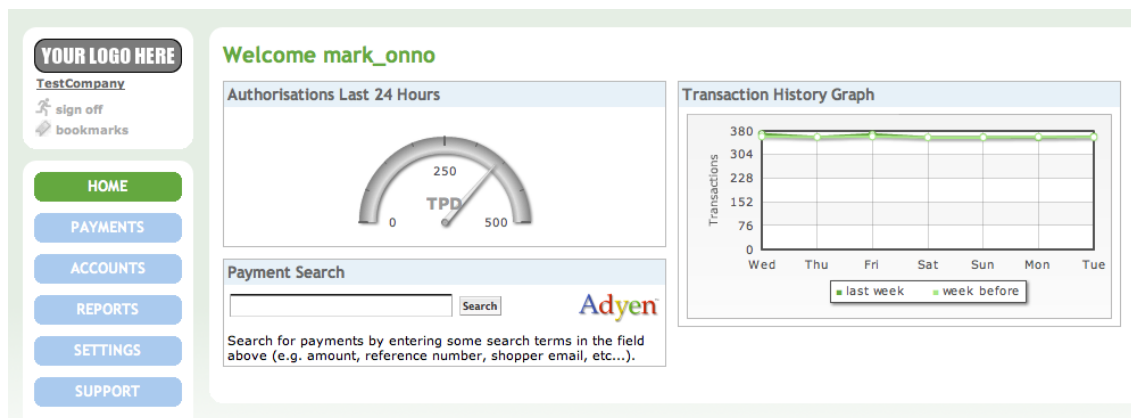 YOUR LOGO HERE
TestCompany
sign off
bookmarks
HOME
PAYMENTS
ACCOUNTS
REPORTS
SETTINGS
SUPPORT
Welcome mark_onno
Authorisations Last 24 Hours
250
TPD
0 500
Payment Search
Search
Adyen
Search for payments by entering some search terms in the field
above (e.g. amount, reference number, shopper email, etc...).
Transaction History Graph
Transactions
380
304
228
152
76
0
Wed Thu Fri Sat Sun Mon Tue
last week week before